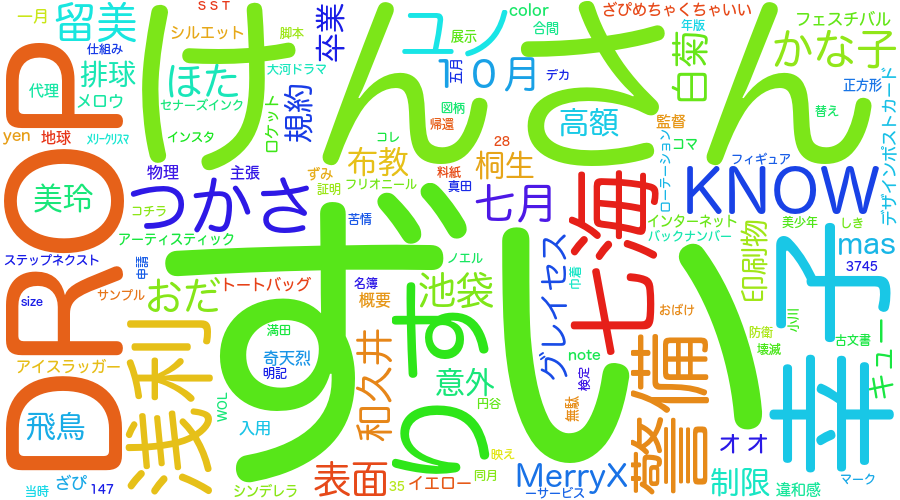 ＳＳＴ
一月
留美
仕組み
シルエット
排球
代理
メロウ
yen
地球
ﾒﾘｰｸﾘｽﾏ
DROP
美玲
けんさん
ほた
セナーズインク
インスタ
脚本
大河ドラマ
ロケット
規約
卒業
ユノ
展示
五月
１０月
デカ
図柄
帰還
コレ
color
合間
ざぴめちゃくちゃいい
年版
フェスチバル
白菊
かな子
正方形
デザインポストカード
高額
監督
コマ
替え
28
桐生
布教
料紙
真田
フリオニール
ずみ
証明
物理
主張
つかさ
コチラ
苦情
七月
七海
ローテーション
フィギュア
KNOW
インターネット
バックナンバー
美少年
しぎ
mas
3745
アーティスティック
ステップネクスト
申請
size
サンプル
おだ
トートバッグ
名簿
概要
ノエル
池袋
グレイセス
巾着
おばけ
印刷物
幸子
小川
防衛
壊滅
古文書
キュー
アイスラッガー
浅利
ずい
りす
満田
奇天烈
明記
和久井
意外
note
検定
無駄
円谷
警備
飛鳥
WOL
入用
オオ
映え
表面
35
イエロー
同月
MerryX
ーサービス
制限
違和感
マーク
当時
ざぴ
147
シンデレラ